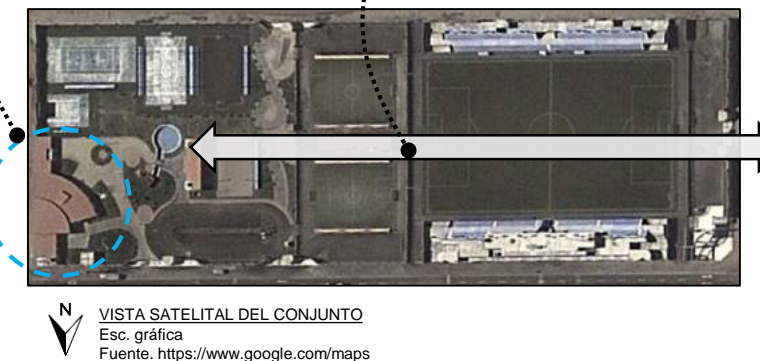 N
VISTA SATELITAL DEL CONJUNTO
Esc. gráfica
Fuente. https://www.google.com/maps